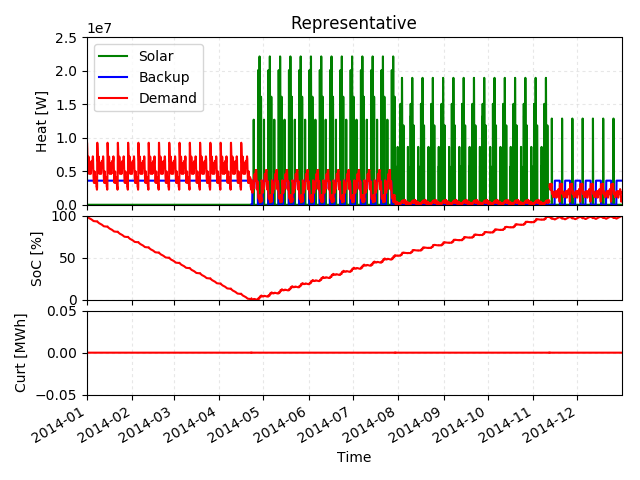 Representative
1e7
2.5
2.0
1.5
1.0
0.5
0.0
Heat [W]
Solar
Backup
Demand
100
50
0
SoC [%]
0.05
0.00
−0.05
Curt [MWh]
2014-01
2014-02
2014-03
2014-04
2014-05
2014-06
2014-07
2014-08
2014-09
2014-10
2014-11
2014-12
Time